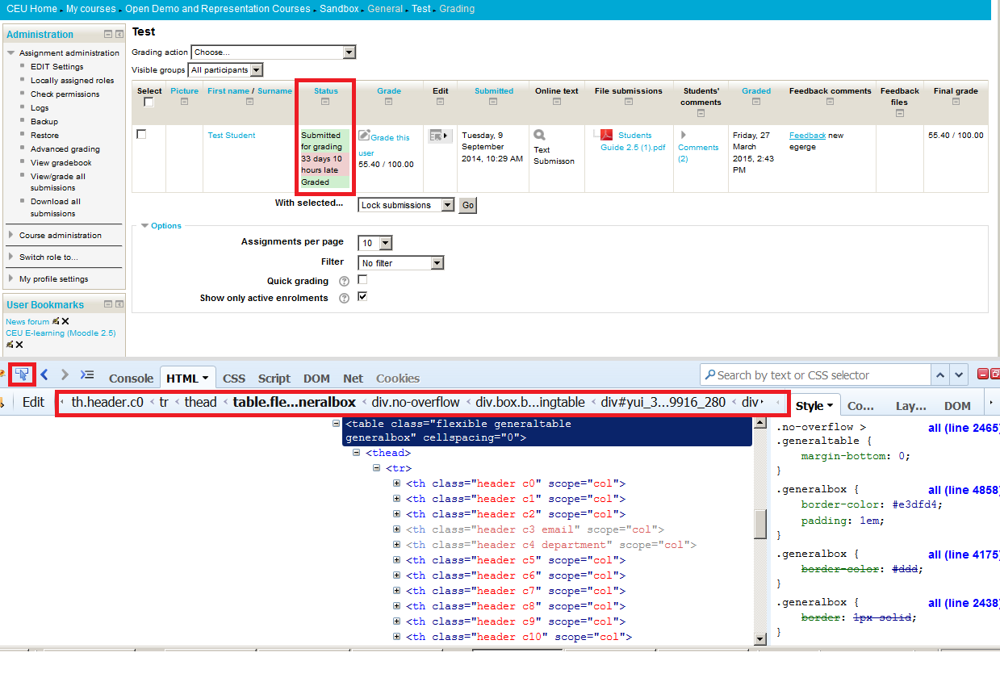 CEU Home My courses Open Demo and Representation Courses Sandbox General Test Grading
Administration
Assignment administration
EDIT Settings
Locally assigned roles
Check permissions
Logs
Backup
Restore
Advanced grading
View gradebook
View/grade all
submissions
Download all
submissions
Course administration
Switch role to...
My profile settings
User Bookmarks
News forum
CEU E-learning (Moodle 2.5)
Test
Grading action Choose...
Visible groups All participants
Select Picture First name / Surname Status Grade Edit Submitted Online text File submissions Students'
comments Graded Feedback comments Feedback
files Final grade
Test Student
Submitted
for grading
33 days 10
hours late
Graded
Grade this
user
55.40 / 100.00
Tuesday, 9
September
2014, 10:29 AM
Text
Submisson
Students
Guide 2.5 (1).pdf
Comments
(2)
Friday, 27
March
2015, 2:43
PM
Feedback new
egerge
55.40 / 100.00
With selected... Lock submissions Go
Options
Assignments per page 10
Filter No filter
Quick grading
Show only active enrolments
Console HTML CSS Script DOM Net Cookies Search by text or CSS selector
Edit th.header.c0 < tr < thead < table.fle...neralbox < div.no-overflow < div.box.b...ingtable < div#yui_3...9916_280 < div
Style Co... Lay... DOM
<table class="flexible generaltable
generalbox" cellspacing="0">
<thead>
<tr>
<th class="header c0" scope="col">
<th class="header c1" scope="col">
<th class="header c2" scope="col">
<th class="header c3 email" scope="col">
<th class="header c4 department" scope="col">
<th class="header c5" scope="col">
<th class="header c6" scope="col">
<th class="header c7" scope="col">
<th class="header c8" scope="col">
<th class="header c9" scope="col">
<th class="header c10" scope="col">
.no-overflow > all (line 2465)
.generaltable {
margin-bottom: 0;
}
.generalbox { all (line 4858)
border-color: #e3dfd4;
padding: 1em;
}
.generalbox { all (line 4175)
border-color: #ddd;
}
.generalbox { all (line 2438)
border: 1px solid;
}